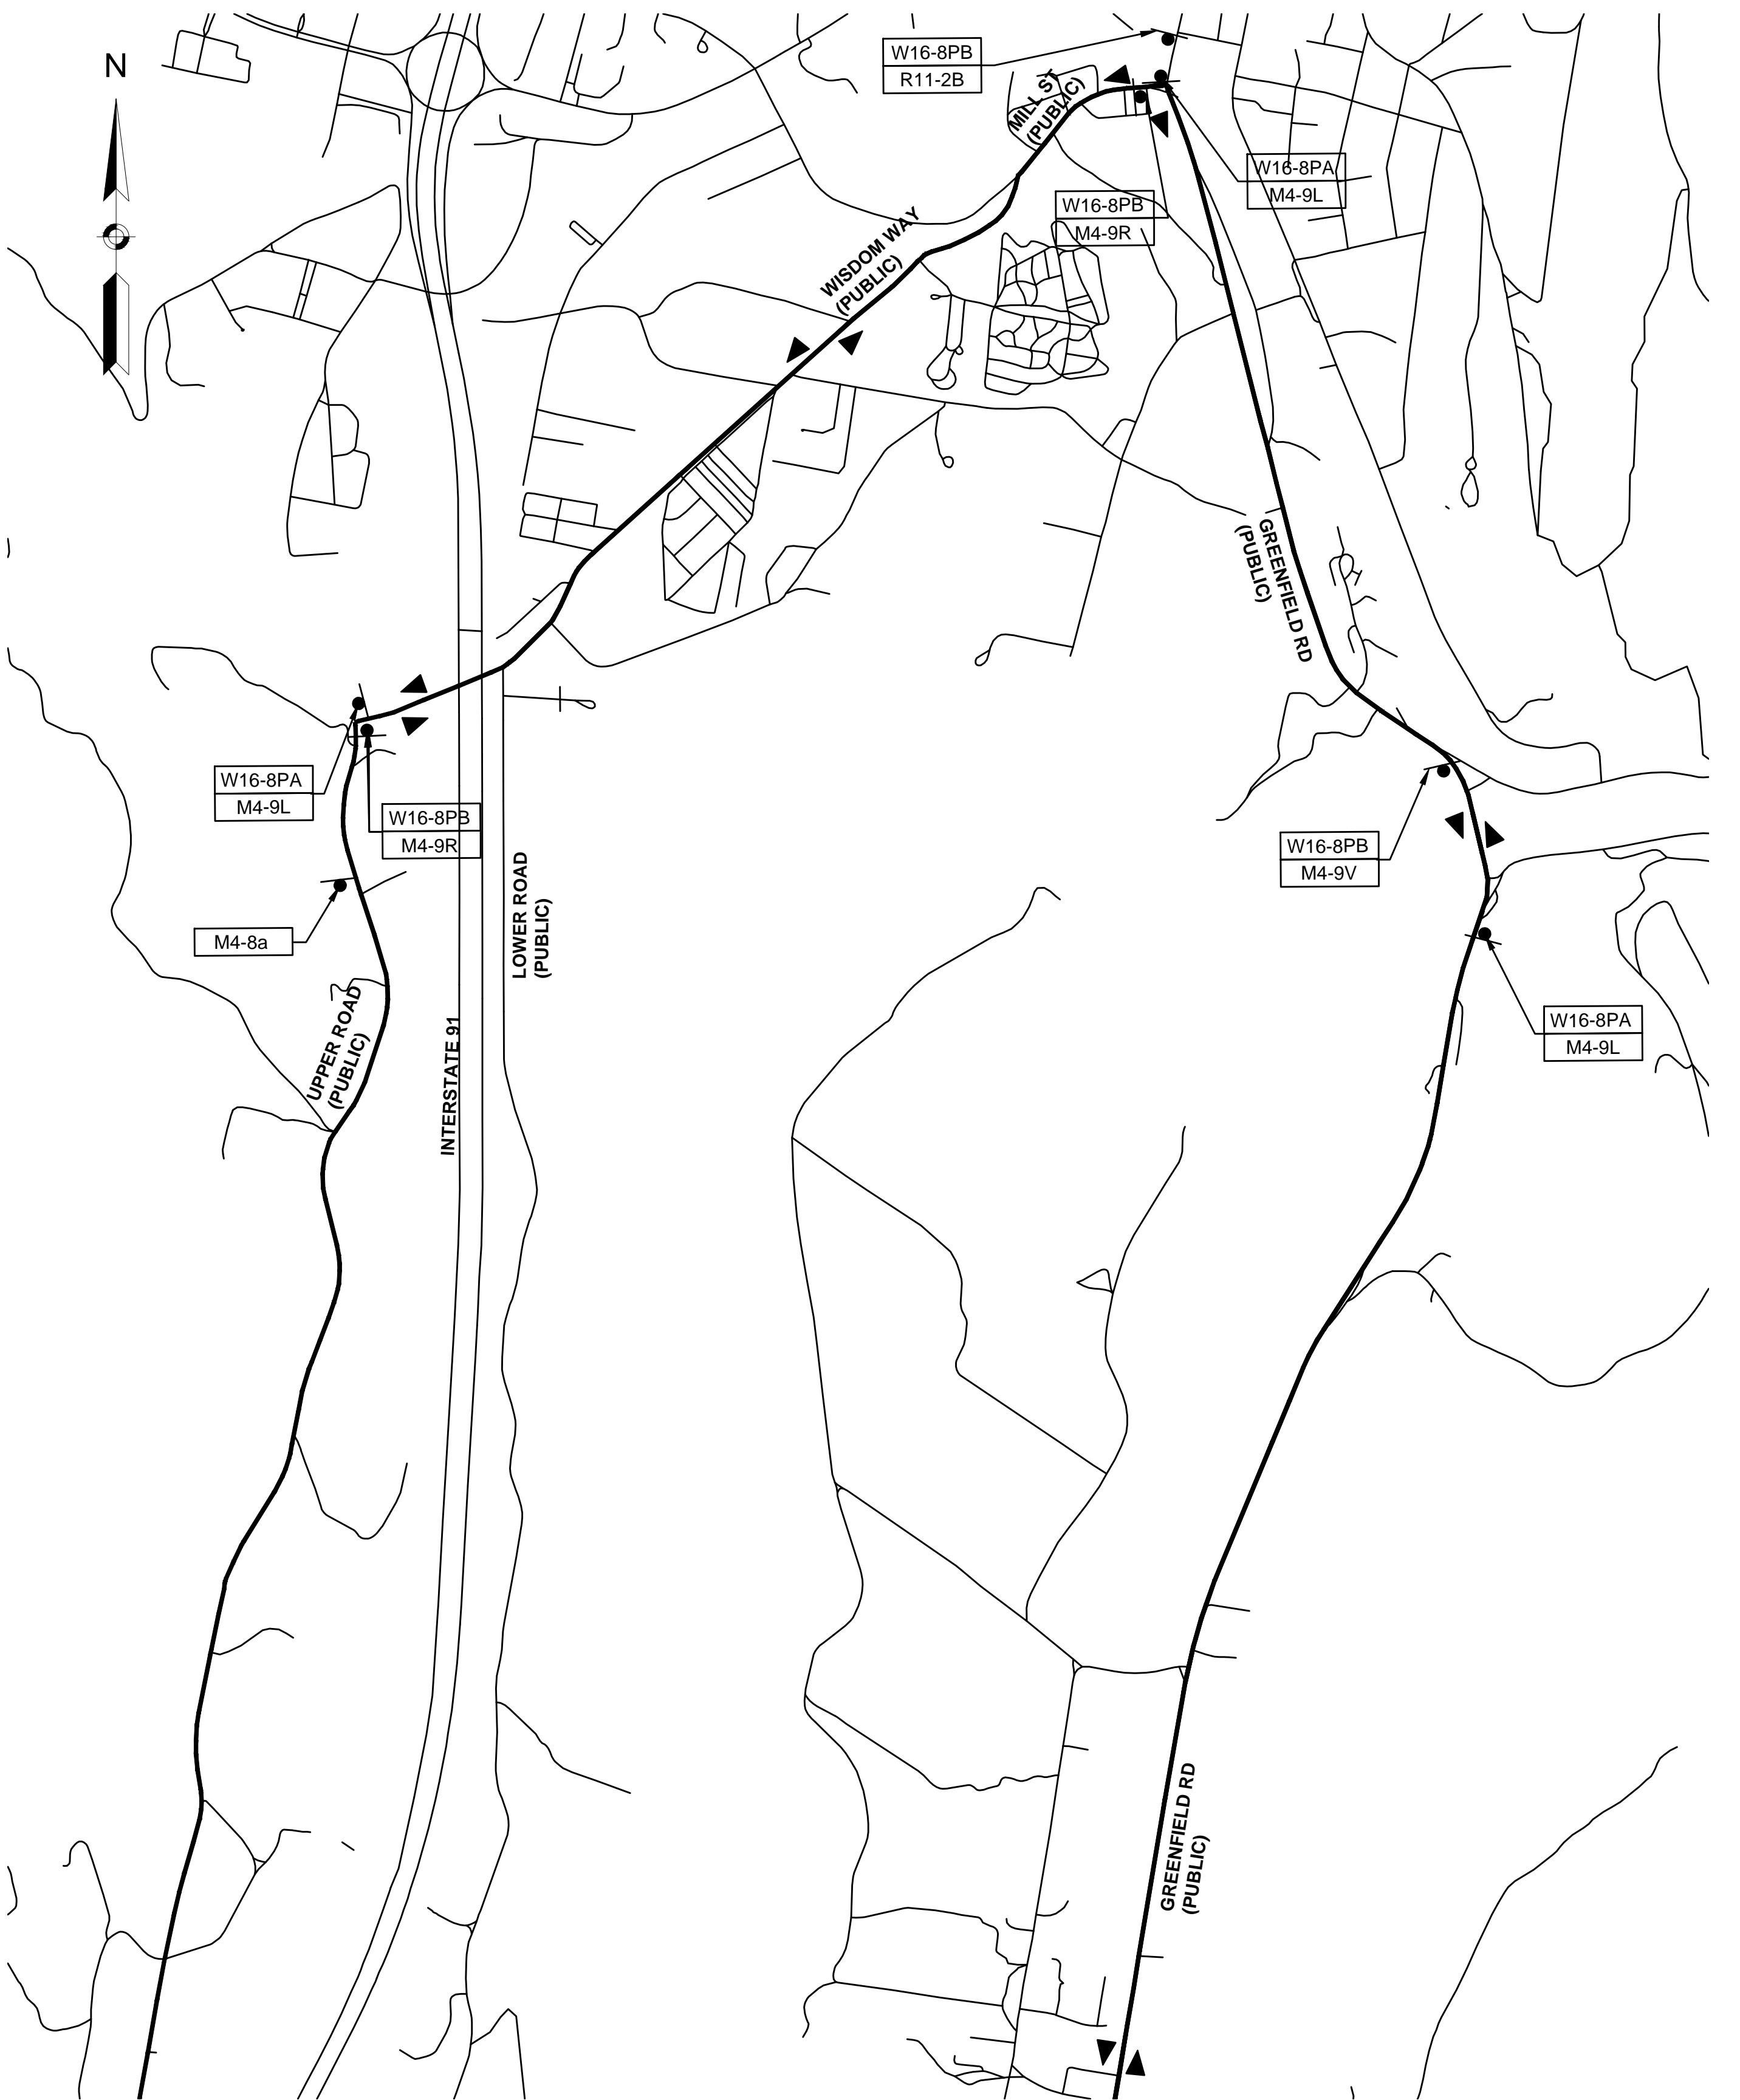 N
W16-8PB
R11-2B
MILL ST
(PUBLIC)
W16-8PA
M4-9L
W16-8PB
M4-9R
WISDOM WAY
(PUBLIC)
GREENFIELD RD
(PUBLIC)
W16-8PA
M4-9L
W16-8PB
M4-9R
W16-8PB
M4-9V
LOWER ROAD
(PUBLIC)
M4-8a
UPPER ROAD
(PUBLIC)
INTERSTATE 91
W16-8PA
M4-9L
GREENFIELD RD
(PUBLIC)